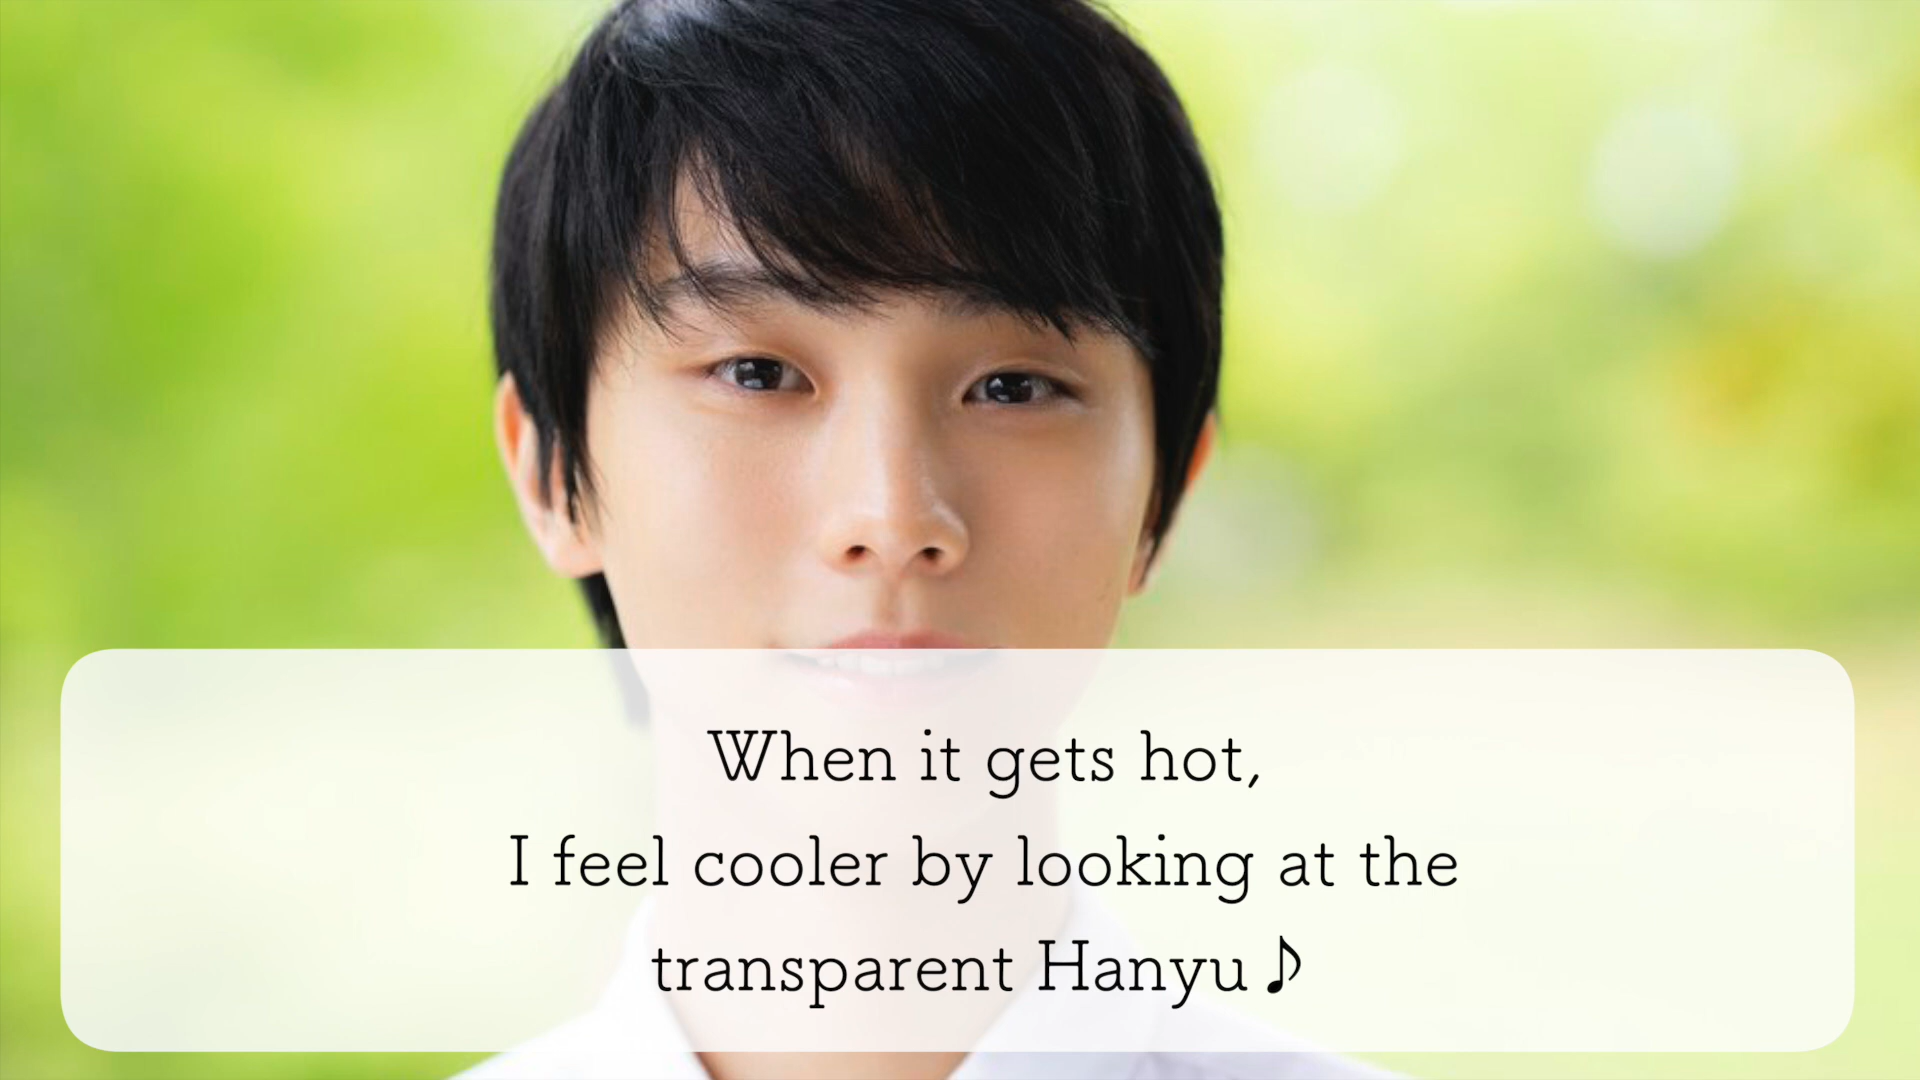 When it gets hot,
I feel cooler by looking at the
transparent Hanyu♪